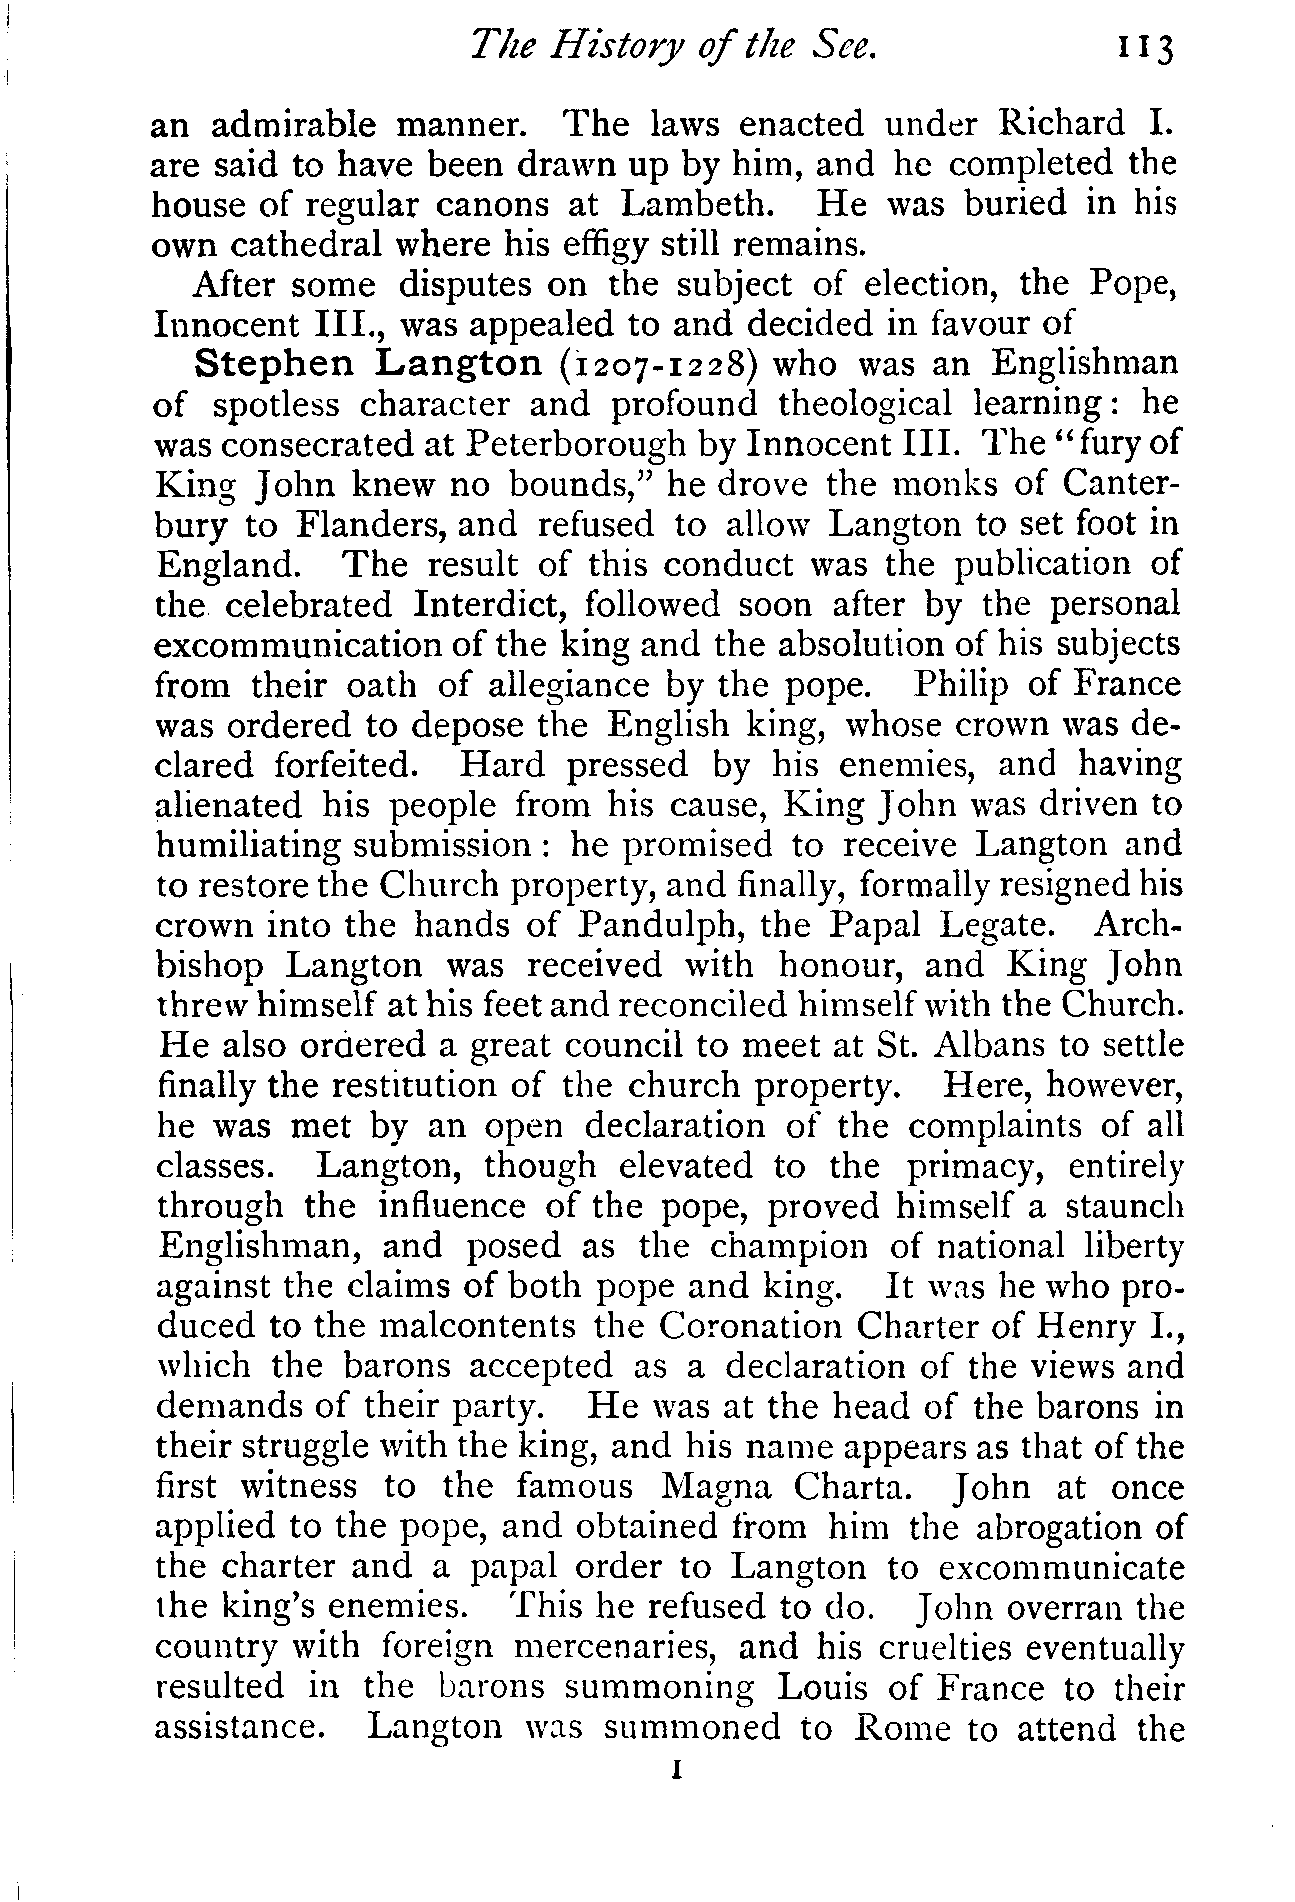 The History of the See. 113
an admirable manner. The laws enacted under Richard I.
are said to have been drawn up by him, and he completed the
house of regular canons at Lambeth. He was buried in his
own cathedral where his effigy still remains.
After some disputes on the subject of election, the Pope,
Innocent III., was appealed to and decided in favour of
Stephen Langton (1207-1228) who was an Englishman
of spotless character and profound theological learning: he
was consecrated at Peterborough by Innocent III. The "fury of
King John knew no bounds," he drove the monks of Canter-
bury to Flanders, and refused to allow Langton to set foot in
England. The result of this conduct was the publication of
the celebrated Interdict, followed soon after by the personal
excommunication of the king and the absolution of his subjects
from their oath of allegiance by the pope. Philip of France
was ordered to depose the English king, whose crown was de-
clared forfeited. Hard pressed by his enemies, and having
alienated his people from his cause, King John was driven to
humiliating submission: he promised to receive Langton and
to restore the Church property, and finally, formally resigned his
crown into the hands of Pandulph, the Papal Legate. Arch-
bishop Langton was received with honour, and King John
threw himself at his feet and reconciled himself with the Church.
He also ordered a great council to meet at St. Albans to settle
finally the restitution of the church property. Here, however,
he was met by an open declaration of the complaints of all
classes. Langton, though elevated to the primacy, entirely
through the influence of the pope, proved himself a staunch
Englishman, and posed as the champion of national liberty
against the claims of both pope and king. It was he who pro-
duced to the malcontents the Coronation Charter of Henry I.,
which the barons accepted as a declaration of the views and
demands of their party. He was at the head of the barons in
their struggle with the king, and his name appears as that of the
first witness to the famous Magna Charta. John at once
applied to the pope, and obtained from him the abrogation of
the charter and a papal order to Langton to excommunicate
the king's enemies. This he refused to do. John overran the
country with foreign mercenaries, and his cruelties eventually
resulted in the barons summoning Louis of France to their
assistance. Langton was summoned to Rome to attend the
I